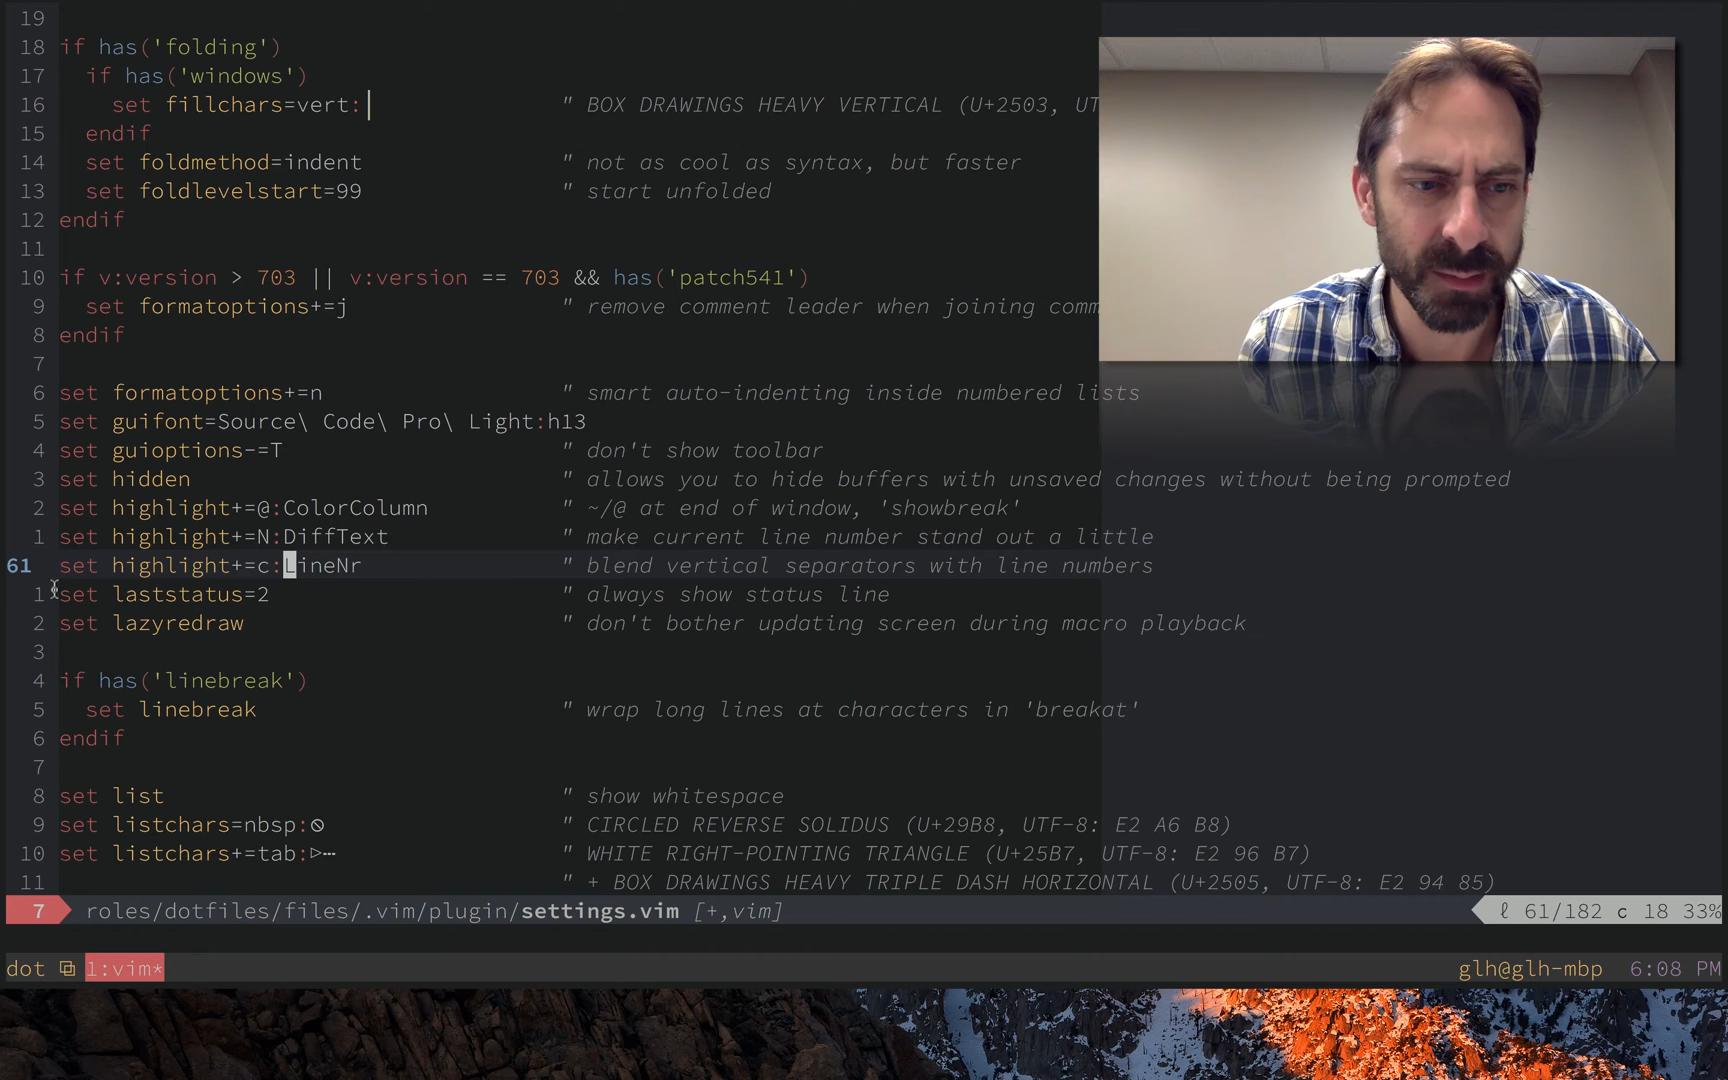 19
18 if has('folding')
17   if has('windows')
16     set fillchars=vert:┃               " BOX DRAWINGS HEAVY VERTICAL (U+2503, UT
15   endif
14   set foldmethod=indent               " not as cool as syntax, but faster
13   set foldlevelstart=99               " start unfolded
12 endif
11
10 if v:version > 703 || v:version == 703 && has('patch541')
9   set formatoptions+=j                " remove comment leader when joining comm
8 endif
7
6 set formatoptions+=n                  " smart auto-indenting inside numbered lists
5 set guifont=Source\ Code\ Pro\ Light:h13
4 set guioptions-=T                     " don't show toolbar
3 set hidden                            " allows you to hide buffers with unsaved changes without being prompted
2 set highlight+=@:ColorColumn          " ~/@ at end of window, 'showbreak'
1 set highlight+=N:DiffText             " make current line number stand out a little
61 set highlight+=c:LineNr               " blend vertical separators with line numbers
1 set laststatus=2                      " always show status line
2 set lazyredraw                        " don't bother updating screen during macro playback
3
4 if has('linebreak')
5   set linebreak                       " wrap long lines at characters in 'breakat'
6 endif
7
8 set list                              " show whitespace
9 set listchars=nbsp:⦸                  " CIRCLED REVERSE SOLIDUS (U+29B8, UTF-8: E2 A6 B8)
10 set listchars+=tab:▷┅                 " WHITE RIGHT-POINTING TRIANGLE (U+25B7, UTF-8: E2 96 B7)
11                                       " + BOX DRAWINGS HEAVY TRIPLE DASH HORIZONTAL (U+2505, UTF-8: E2 94 85)
7 roles/dotfiles/files/.vim/plugin/settings.vim [+,vim] ℓ 61/182 c 18 33%
dot ⧉ 1:vim* glh@glh-mbp 6:08 PM